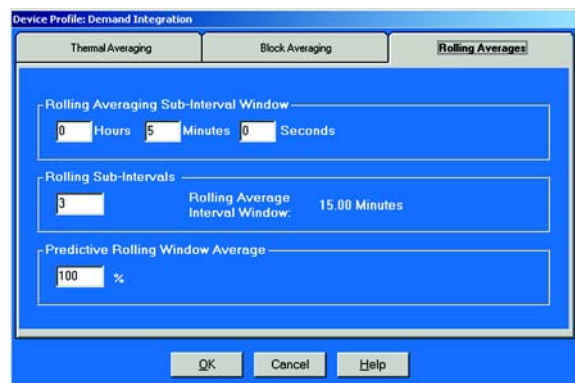 Device Profile: Demand Integration
Thermal Averaging Block Averaging Rolling Averages
Rolling Averaging Sub-Interval Window
0 Hours 5 Minutes 0 Seconds
Rolling Sub-Intervals
3 Rolling Average Interval Window: 15.00 Minutes
Predictive Rolling Window Average
100 %
OK Cancel Help